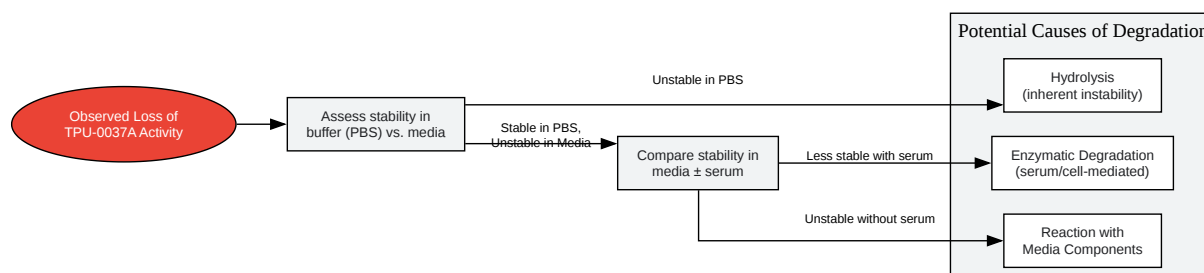 Potential Causes of Degradation
Observed Loss of
TPU-0037A Activity
Assess stability in
buffer (PBS) vs. media
Unstable in PBS
Hydrolysis
(inherent instability)
Stable in PBS,
Unstable in Media
Compare stability in
media ± serum
Less stable with serum
Enzymatic Degradation
(serum/cell-mediated)
Unstable without serum
Reaction with
Media Components